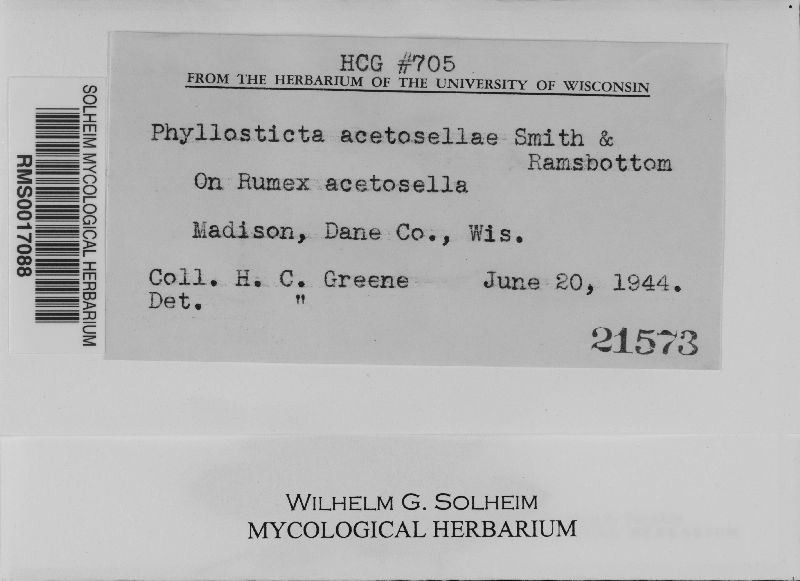 HCG #705
FROM THE HERBARIUM OF THE UNIVERSITY OF WISCONSIN
Phyllosticta acetosellae Smith &
Ramsbottom
On Rumex acetosella
Madison, Dane Co., Wis.
Coll. H. C. Greene June 20, 1944.
Det. "
21573
SOLHEIM MYCOLOGICAL HERBARIUM
RMS0017088
WILHELM G. SOLHEIM
MYCOLOGICAL HERBARIUM